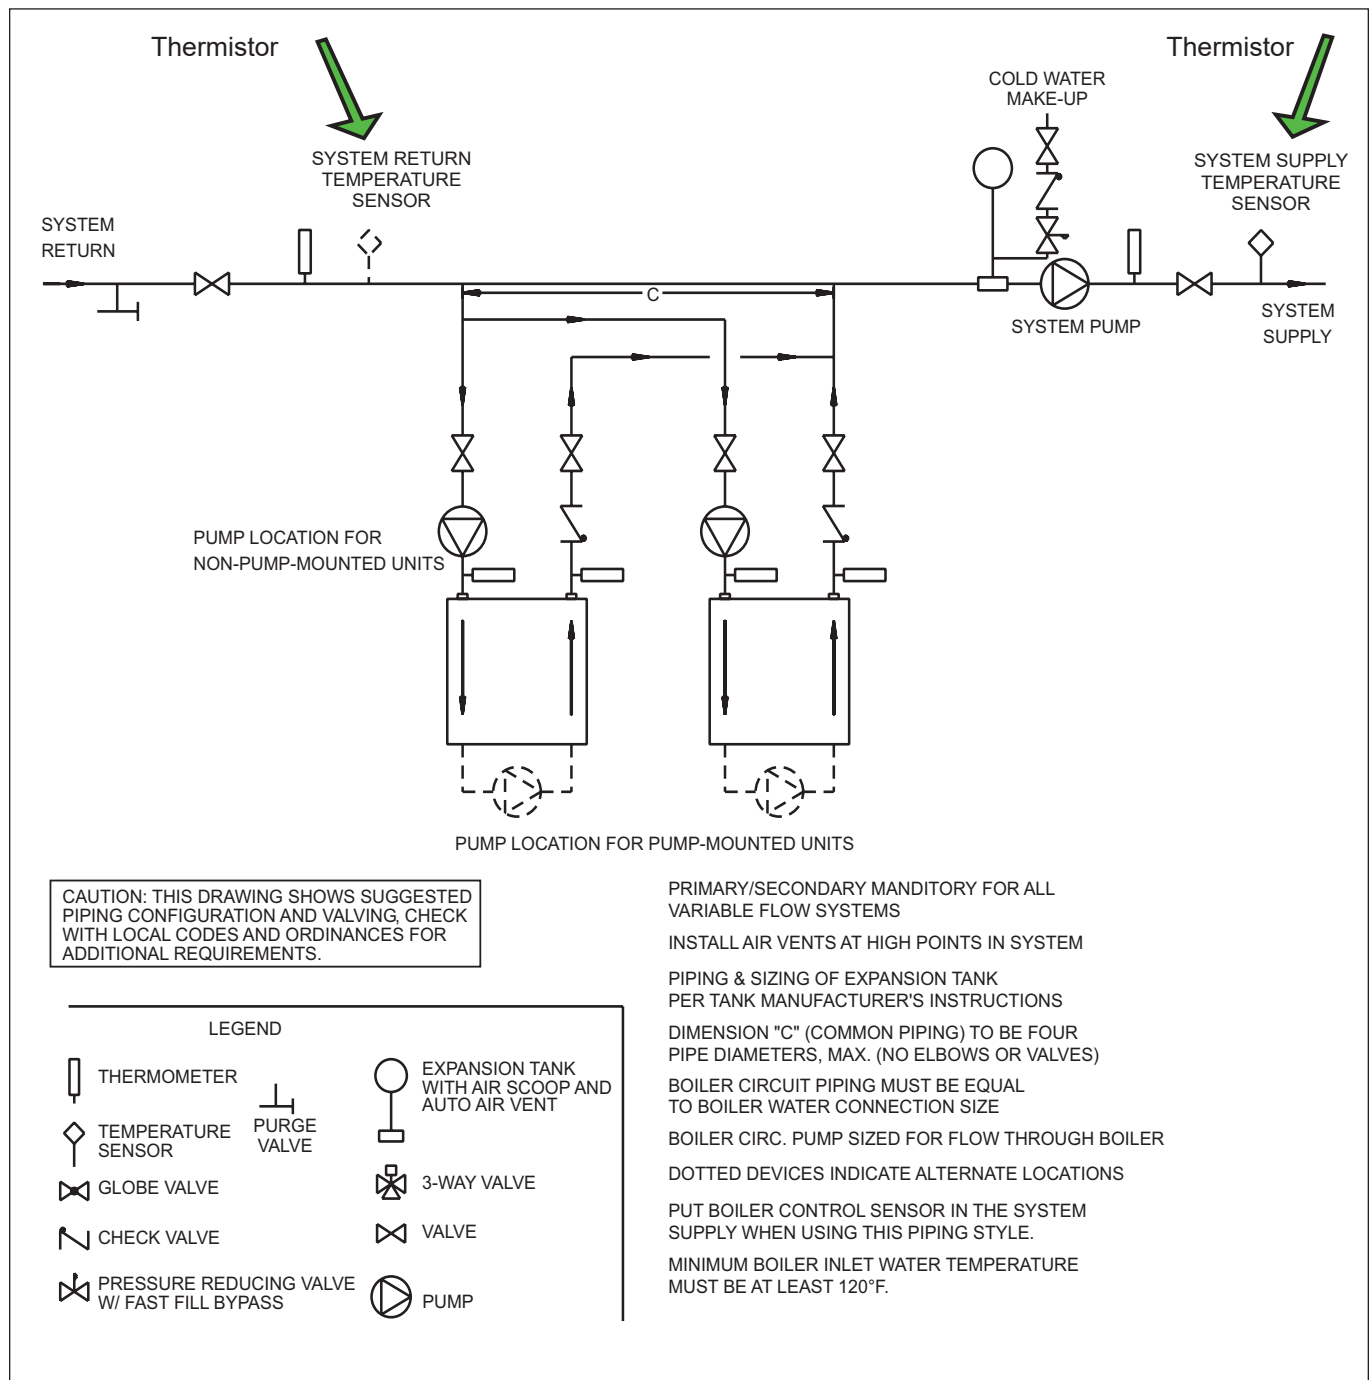 Thermistor
Thermistor
COLD WATER
MAKE-UP
SYSTEM RETURN
TEMPERATURE
SENSOR
SYSTEM SUPPLY
TEMPERATURE
SENSOR
SYSTEM
RETURN
C
SYSTEM PUMP
SYSTEM
SUPPLY
PUMP LOCATION FOR
NON-PUMP-MOUNTED UNITS
PUMP LOCATION FOR PUMP-MOUNTED UNITS
CAUTION: THIS DRAWING SHOWS SUGGESTED
PIPING CONFIGURATION AND VALVING, CHECK
WITH LOCAL CODES AND ORDINANCES FOR
ADDITIONAL REQUIREMENTS.
LEGEND
THERMOMETER
PURGE
VALVE
TEMPERATURE
SENSOR
GLOBE VALVE
CHECK VALVE
PRESSURE REDUCING VALVE
W/ FAST FILL BYPASS
EXPANSION TANK
WITH AIR SCOOP AND
AUTO AIR VENT
3-WAY VALVE
VALVE
PUMP
PRIMARY/SECONDARY MANDITORY FOR ALL
VARIABLE FLOW SYSTEMS
INSTALL AIR VENTS AT HIGH POINTS IN SYSTEM
PIPING & SIZING OF EXPANSION TANK
PER TANK MANUFACTURER'S INSTRUCTIONS
DIMENSION "C" (COMMON PIPING) TO BE FOUR
PIPE DIAMETERS, MAX. (NO ELBOWS OR VALVES)
BOILER CIRCUIT PIPING MUST BE EQUAL
TO BOILER WATER CONNECTION SIZE
BOILER CIRC. PUMP SIZED FOR FLOW THROUGH BOILER
DOTTED DEVICES INDICATE ALTERNATE LOCATIONS
PUT BOILER CONTROL SENSOR IN THE SYSTEM
SUPPLY WHEN USING THIS PIPING STYLE.
MINIMUM BOILER INLET WATER TEMPERATURE
MUST BE AT LEAST 120°F.